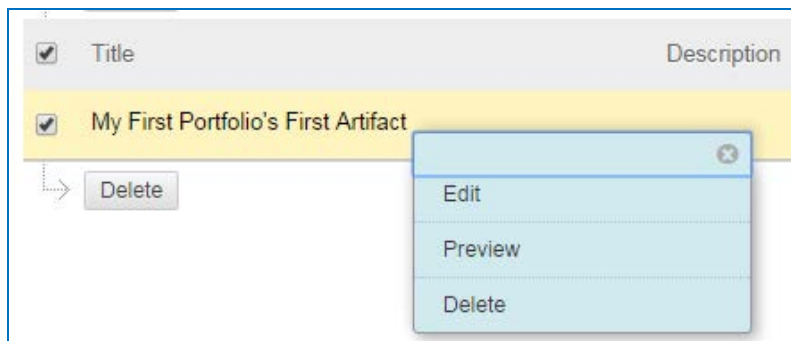 Title Description
My First Portfolio's First Artifact
Delete
Edit
Preview
Delete